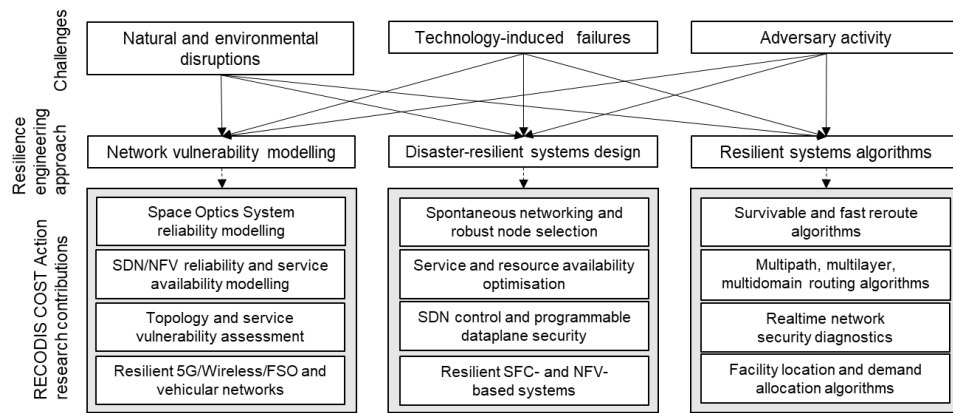 Challenges
Natural and environmental
disruptions
Technology-induced failures
Adversary activity
Resilience
engineering
approach
Network vulnerability modelling
Disaster-resilient systems design
Resilient systems algorithms
RECODIS COST Action
research contributions
Space Optics System
reliability modelling
SDN/NFV reliability and service
availability modelling
Topology and service
vulnerability assessment
Resilient 5G/Wireless/FSO and
vehicular networks
Spontaneous networking and
robust node selection
Service and resource availability
optimisation
SDN control and programmable
dataplane security
Resilient SFC- and NFV-
based systems
Survivable and fast reroute
algorithms
Multipath, multilayer,
multidomain routing algorithms
Realtime network
security diagnostics
Facility location and demand
allocation algorithms